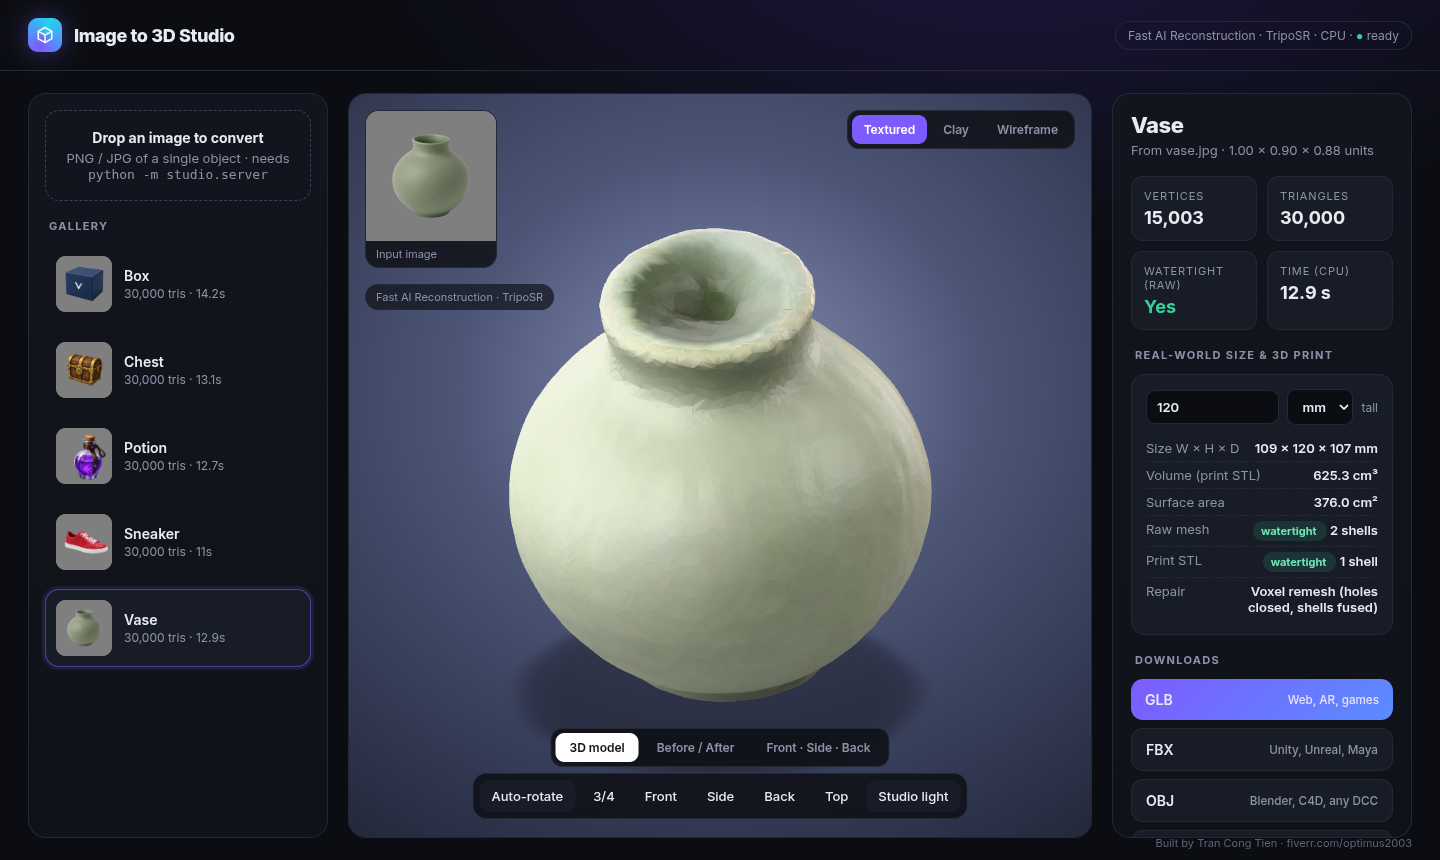 Image to 3D Studio
Fast AI Reconstruction · TripoSR · CPU · ● ready
Drop an image to convert
PNG / JPG of a single object · needs
python -m studio.server
GALLERY
Box
30,000 tris · 14.2s
Chest
30,000 tris · 13.1s
Potion
30,000 tris · 12.7s
Sneaker
30,000 tris · 11s
Vase
30,000 tris · 12.9s
Input image
Fast AI Reconstruction · TripoSR
Textured Clay Wireframe
3D model Before / After Front · Side · Back
Auto-rotate 3/4 Front Side Back Top Studio light
Vase
From vase.jpg · 1.00 × 0.90 × 0.88 units
VERTICES
15,003
TRIANGLES
30,000
WATERTIGHT
(RAW)
Yes
TIME (CPU)
12.9 s
REAL-WORLD SIZE & 3D PRINT
120 mm tall
Size W × H × D 109 × 120 × 107 mm
Volume (print STL) 625.3 cm³
Surface area 376.0 cm²
Raw mesh watertight 2 shells
Print STL watertight 1 shell
Repair Voxel remesh (holes
closed, shells fused)
DOWNLOADS
GLB Web, AR, games
FBX Unity, Unreal, Maya
OBJ Blender, C4D, any DCC
Built by Tran Cong Tien · fiverr.com/optimus2003